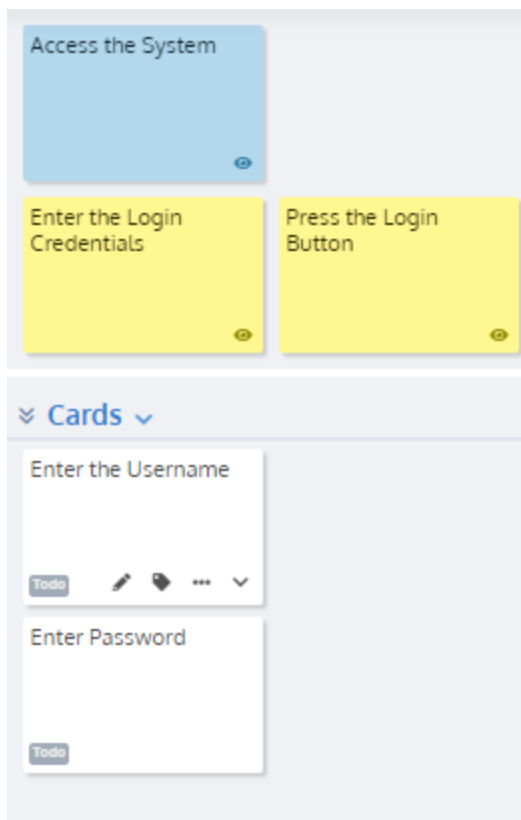 Access the System
Enter the Login
Credentials
Press the Login
Button
Cards
Enter the Username
Todo
Enter Password
Todo